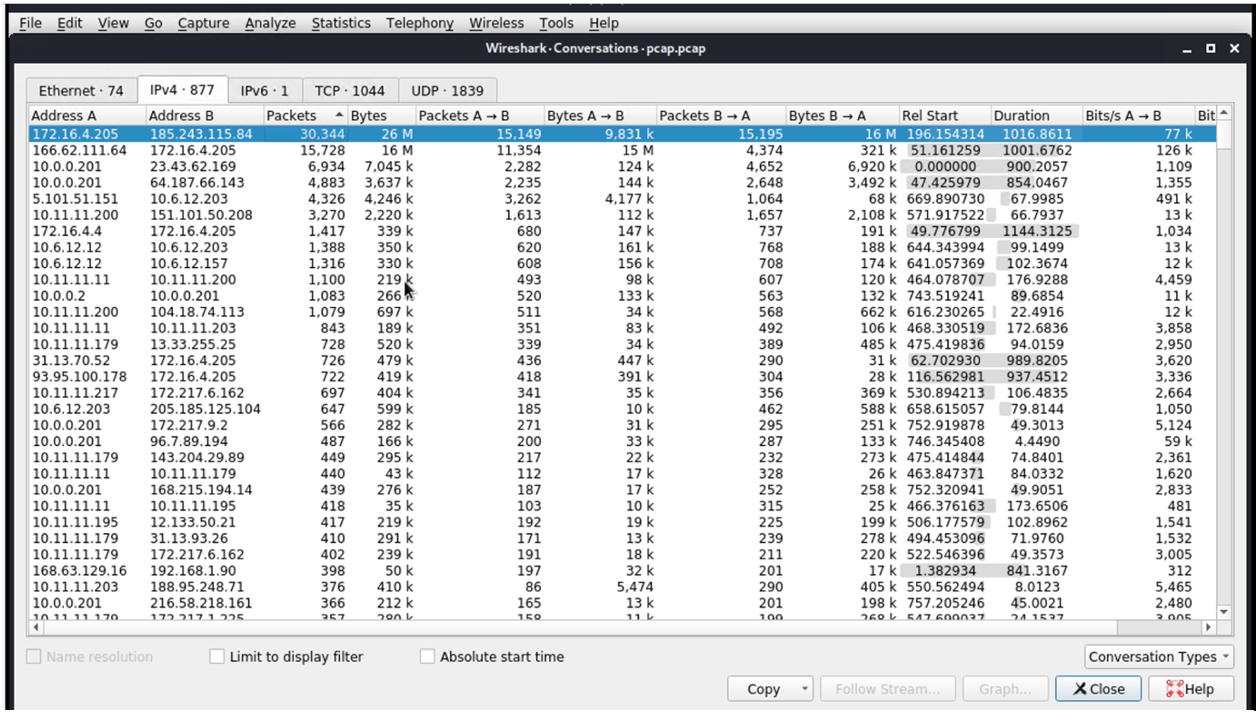 File Edit View Go Capture Analyze Statistics Telephony Wireless Tools Help
Wireshark · Conversations · pcap.pcap
Ethernet · 74 IPv4 · 877 IPv6 · 1 TCP · 1044 UDP · 1839
Address A Address B Packets Bytes Packets A → B Bytes A → B Packets B → A Bytes B → A Rel Start Duration Bits/s A → B Bit
172.16.4.205 185.243.115.84 30,344 26 M 15,149 9,831 k 15,195 16 M 196.154314 1016.8611 77 k
166.62.111.64 172.16.4.205 15,728 16 M 11,354 15 M 4,374 321 k 51.161259 1001.6762 126 k
10.0.0.201 23.43.62.169 6,934 7,045 k 2,282 124 k 4,652 6,920 k 0.000000 900.2057 1,109
10.0.0.201 64.187.66.143 4,883 3,637 k 2,235 144 k 2,648 3,492 k 47.425979 854.0467 1,355
5.101.51.151 10.6.12.203 4,326 4,246 k 3,262 4,177 k 1,064 68 k 669.890730 67.9985 491 k
10.11.11.200 151.101.50.208 3,270 2,220 k 1,613 112 k 1,657 2,108 k 571.917522 66.7937 13 k
172.16.4.4 172.16.4.205 1,417 339 k 680 147 k 737 191 k 49.776799 1144.3125 1,034
10.6.12.12 10.6.12.203 1,388 350 k 620 161 k 768 188 k 644.343994 99.1499 13 k
10.6.12.12 10.6.12.157 1,316 330 k 608 156 k 708 174 k 641.057369 102.3674 12 k
10.11.11.11 10.11.11.200 1,100 219 k 493 98 k 607 120 k 464.078707 176.9288 4,459
10.0.0.2 10.0.0.201 1,083 266 k 520 133 k 563 132 k 743.519241 89.6854 11 k
10.11.11.200 104.18.74.113 1,079 697 k 511 34 k 568 662 k 616.230265 22.4916 12 k
10.11.11.11 10.11.11.203 843 189 k 351 83 k 492 106 k 468.330519 172.6836 3,858
10.11.11.179 13.33.255.25 728 520 k 339 34 k 389 485 k 475.419836 94.0159 2,950
31.13.70.52 172.16.4.205 726 479 k 436 447 k 290 31 k 62.702930 989.8205 3,620
93.95.100.178 172.16.4.205 722 419 k 418 391 k 304 28 k 116.562981 937.4512 3,336
10.11.11.217 172.217.6.162 697 404 k 341 35 k 356 369 k 530.894213 106.4835 2,664
10.6.12.203 205.185.125.104 647 599 k 185 10 k 462 588 k 658.615057 79.8144 1,050
10.0.0.201 172.217.9.2 566 282 k 271 31 k 295 251 k 752.919878 49.3013 5,124
10.0.0.201 96.7.89.194 487 166 k 200 33 k 287 133 k 746.345408 4.4490 59 k
10.11.11.179 143.204.29.89 449 295 k 217 22 k 232 273 k 475.414844 74.8401 2,361
10.11.11.11 10.11.11.179 440 43 k 112 17 k 328 26 k 463.847371 84.0332 1,620
10.0.0.201 168.215.194.14 439 276 k 187 17 k 252 258 k 752.320941 49.9051 2,833
10.11.11.11 10.11.11.195 418 35 k 103 10 k 315 25 k 466.376163 173.6506 481
10.11.11.195 12.133.50.21 417 219 k 192 19 k 225 199 k 506.177579 102.8962 1,541
10.11.11.179 31.13.93.26 410 291 k 171 13 k 239 278 k 494.453096 71.9760 1,532
10.11.11.179 172.217.6.162 402 239 k 191 18 k 211 220 k 522.546396 49.3573 3,005
168.63.129.16 192.168.1.90 398 50 k 197 32 k 201 17 k 1.382934 841.3167 312
10.11.11.203 188.95.248.71 376 410 k 86 5,474 290 405 k 550.562494 8.0123 5,465
10.0.0.201 216.58.218.161 366 212 k 165 13 k 201 198 k 757.205246 45.0021 2,480
10.11.11.179 172.217.1.225 357 280 k 158 11 k 199 268 k 547.699037 24.1537 3,905
Name resolution Limit to display filter Absolute start time Conversation Types
Copy Follow Stream... Graph... Close Help